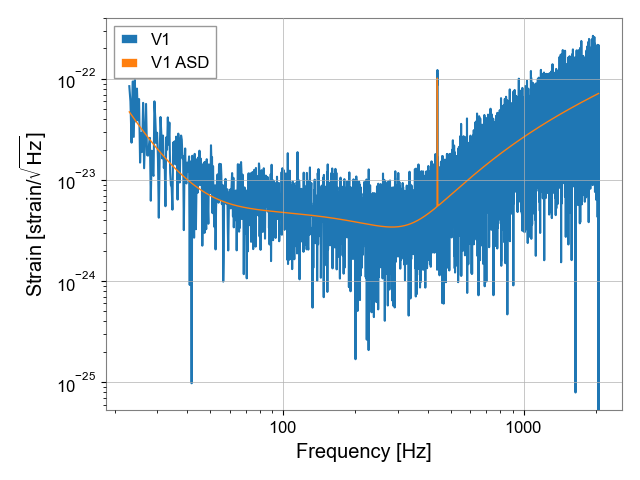 V1
V1 ASD
10⁻²²
10⁻²³
10⁻²⁴
10⁻²⁵
Strain [strain/√Hz]
100
1000
Frequency [Hz]